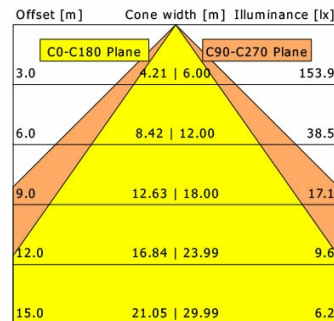 Offset [m] Cone width [m] Illuminance [lx]
C0-C180 Plane C90-C270 Plane
3.0 4.21 | 6.00 153.9
6.0 8.42 | 12.00 38.5
9.0 12.63 | 18.00 17.1
12.0 16.84 | 23.99 9.6
15.0 21.05 | 29.99 6.2